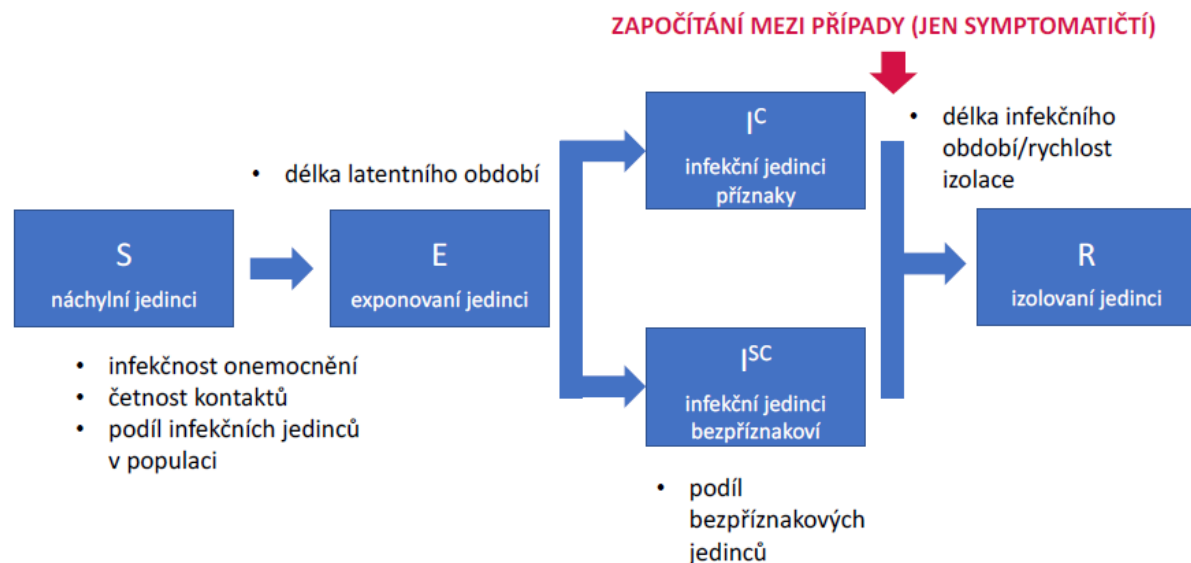 ZAPOČÍTÁNÍ MEZI PŘÍPADY (JEN SYMPTOMATIČTÍ)
• délka latentního období
I^C
infekční jedinci
příznaky
• délka infekčního
období/rychlost
izolace
S
náchylní jedinci
E
exponovaní jedinci
R
izolovaní jedinci
• infekčnost onemocnění
• četnost kontaktů
• podíl infekčních jedinců
v populaci
I^SC
infekční jedinci
bezpříznakoví
• podíl
bezpříznakových
jedinců